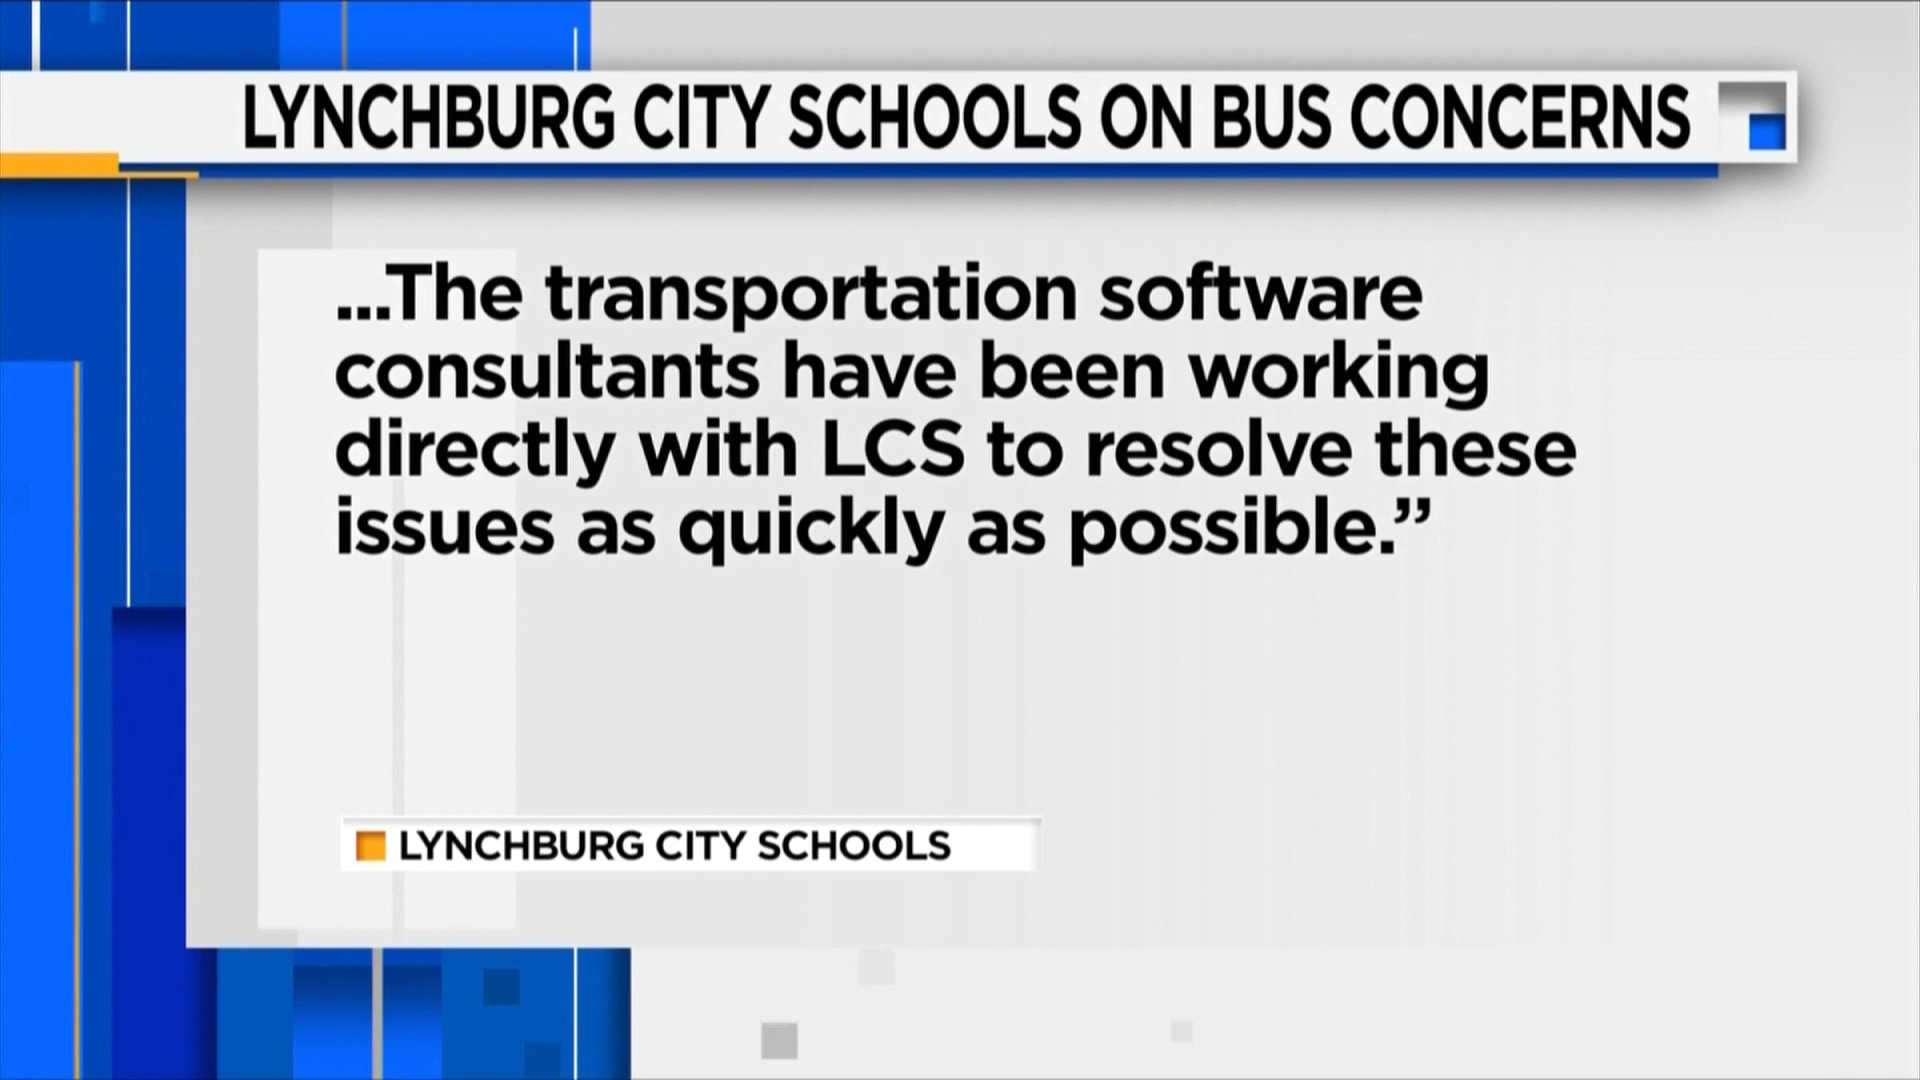 LYNCHBURG CITY SCHOOLS ON BUS CONCERNS
...The transportation software
consultants have been working
directly with LCS to resolve these
issues as quickly as possible.”
LYNCHBURG CITY SCHOOLS